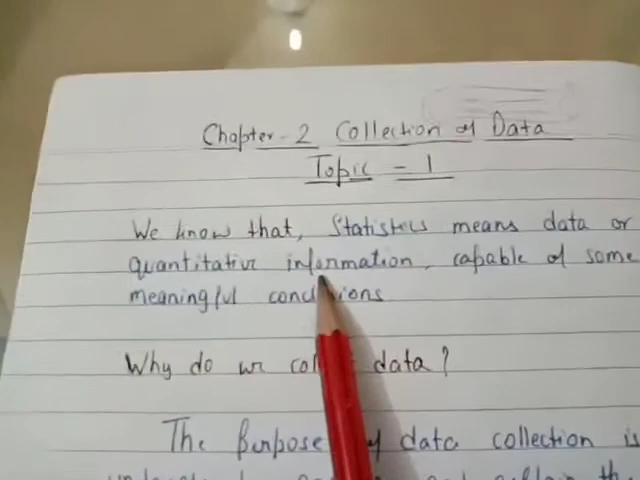 Chapter - 2 Collection of Data
Topic - 1
We know that, Statistics means data or
quantitative information, capable of some
meaningful conclusions
Why do we data?
The Purpose of data collection is